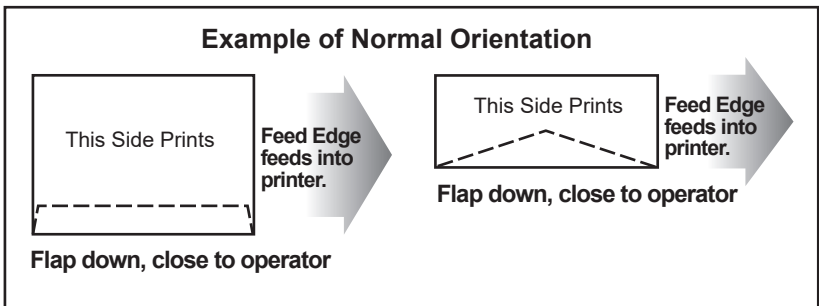 Example of Normal Orientation
This Side Prints
Feed Edge
feeds into
printer.
Flap down, close to operator
This Side Prints
Feed Edge
feeds into
printer.
Flap down, close to operator